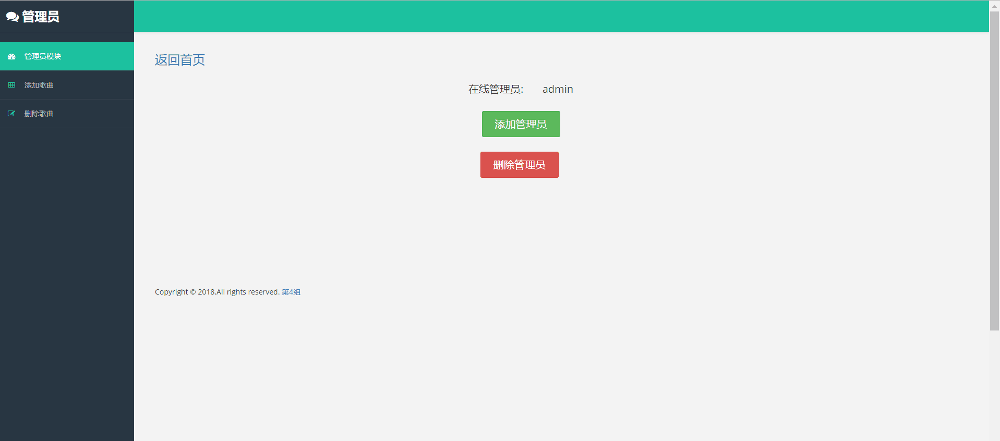 管理员
管理员模块
添加歌曲
删除歌曲
返回首页
在线管理员: admin
添加管理员
删除管理员
Copyright © 2018.All rights reserved. 第4组